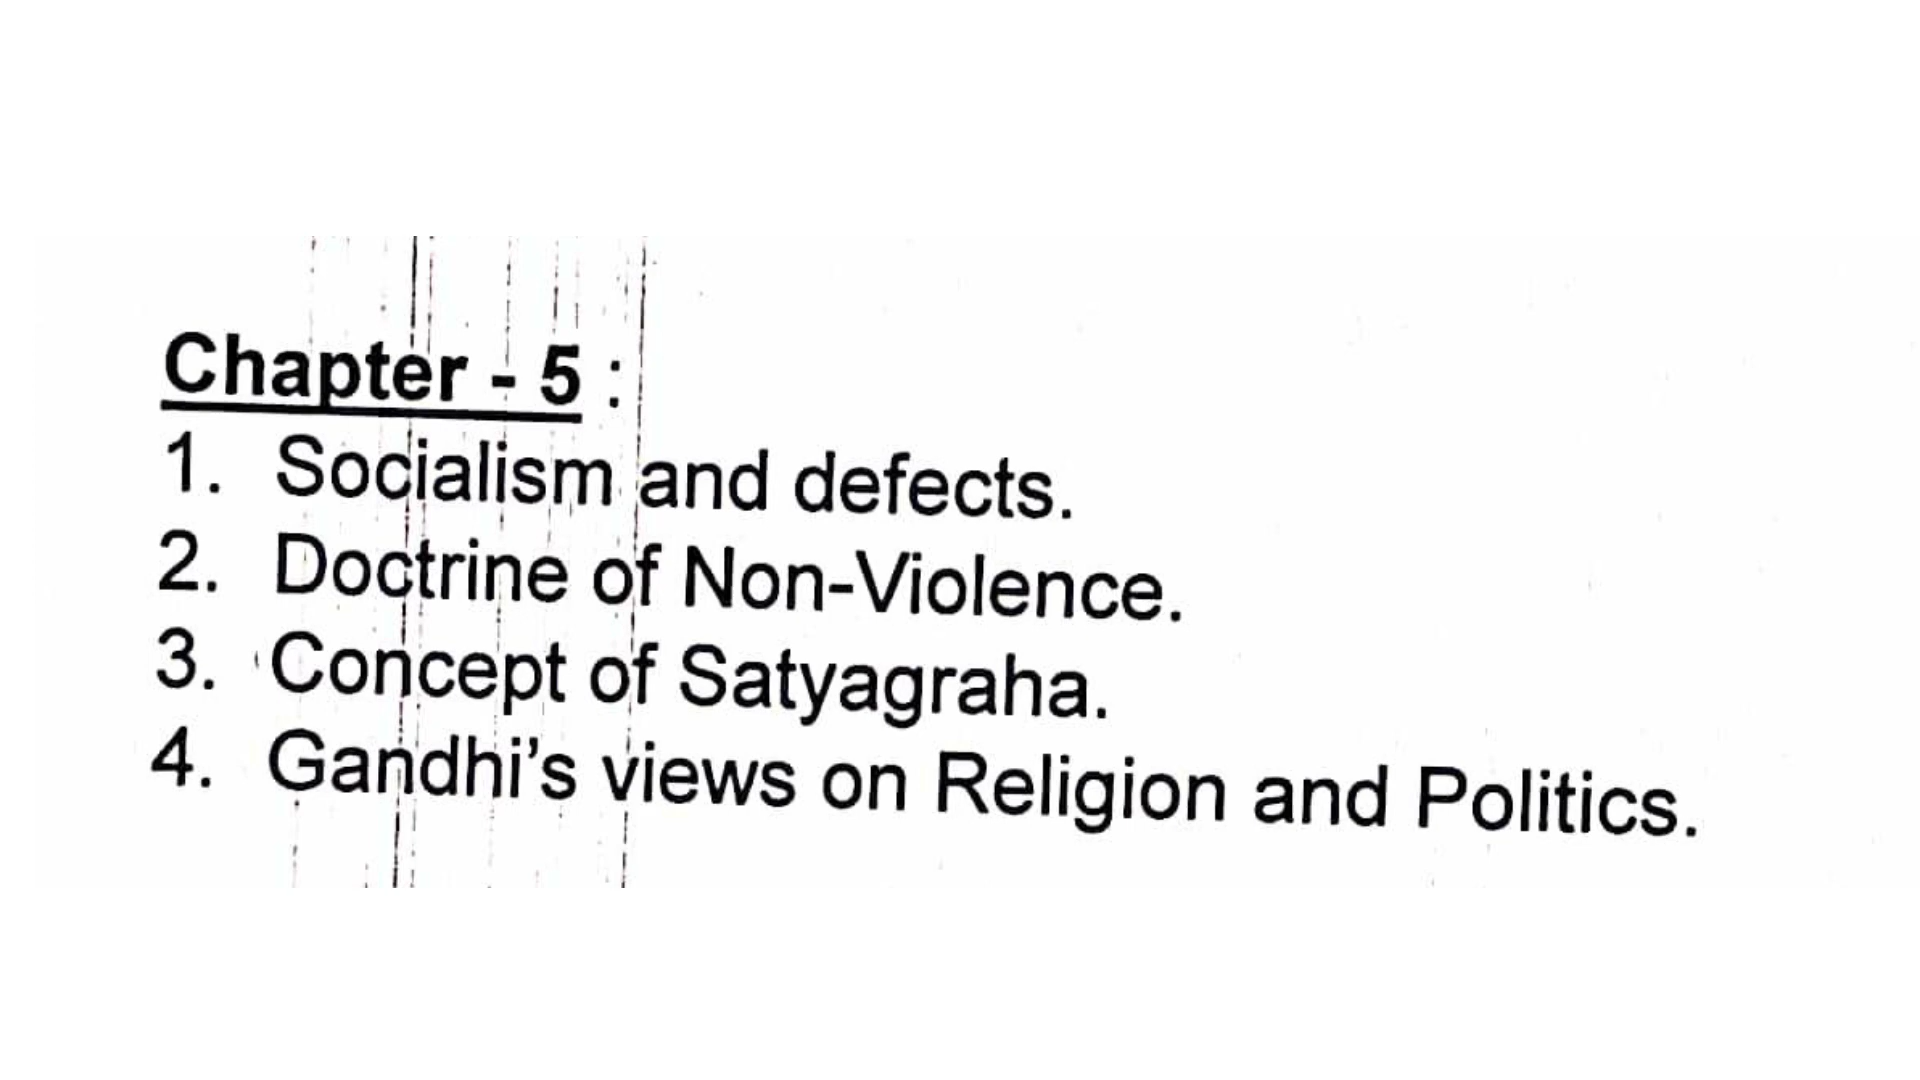 Chapter - 5 :
1. Socialism and defects.
2. Doctrine of Non-Violence.
3. Concept of Satyagraha.
4. Gandhi's views on Religion and Politics.